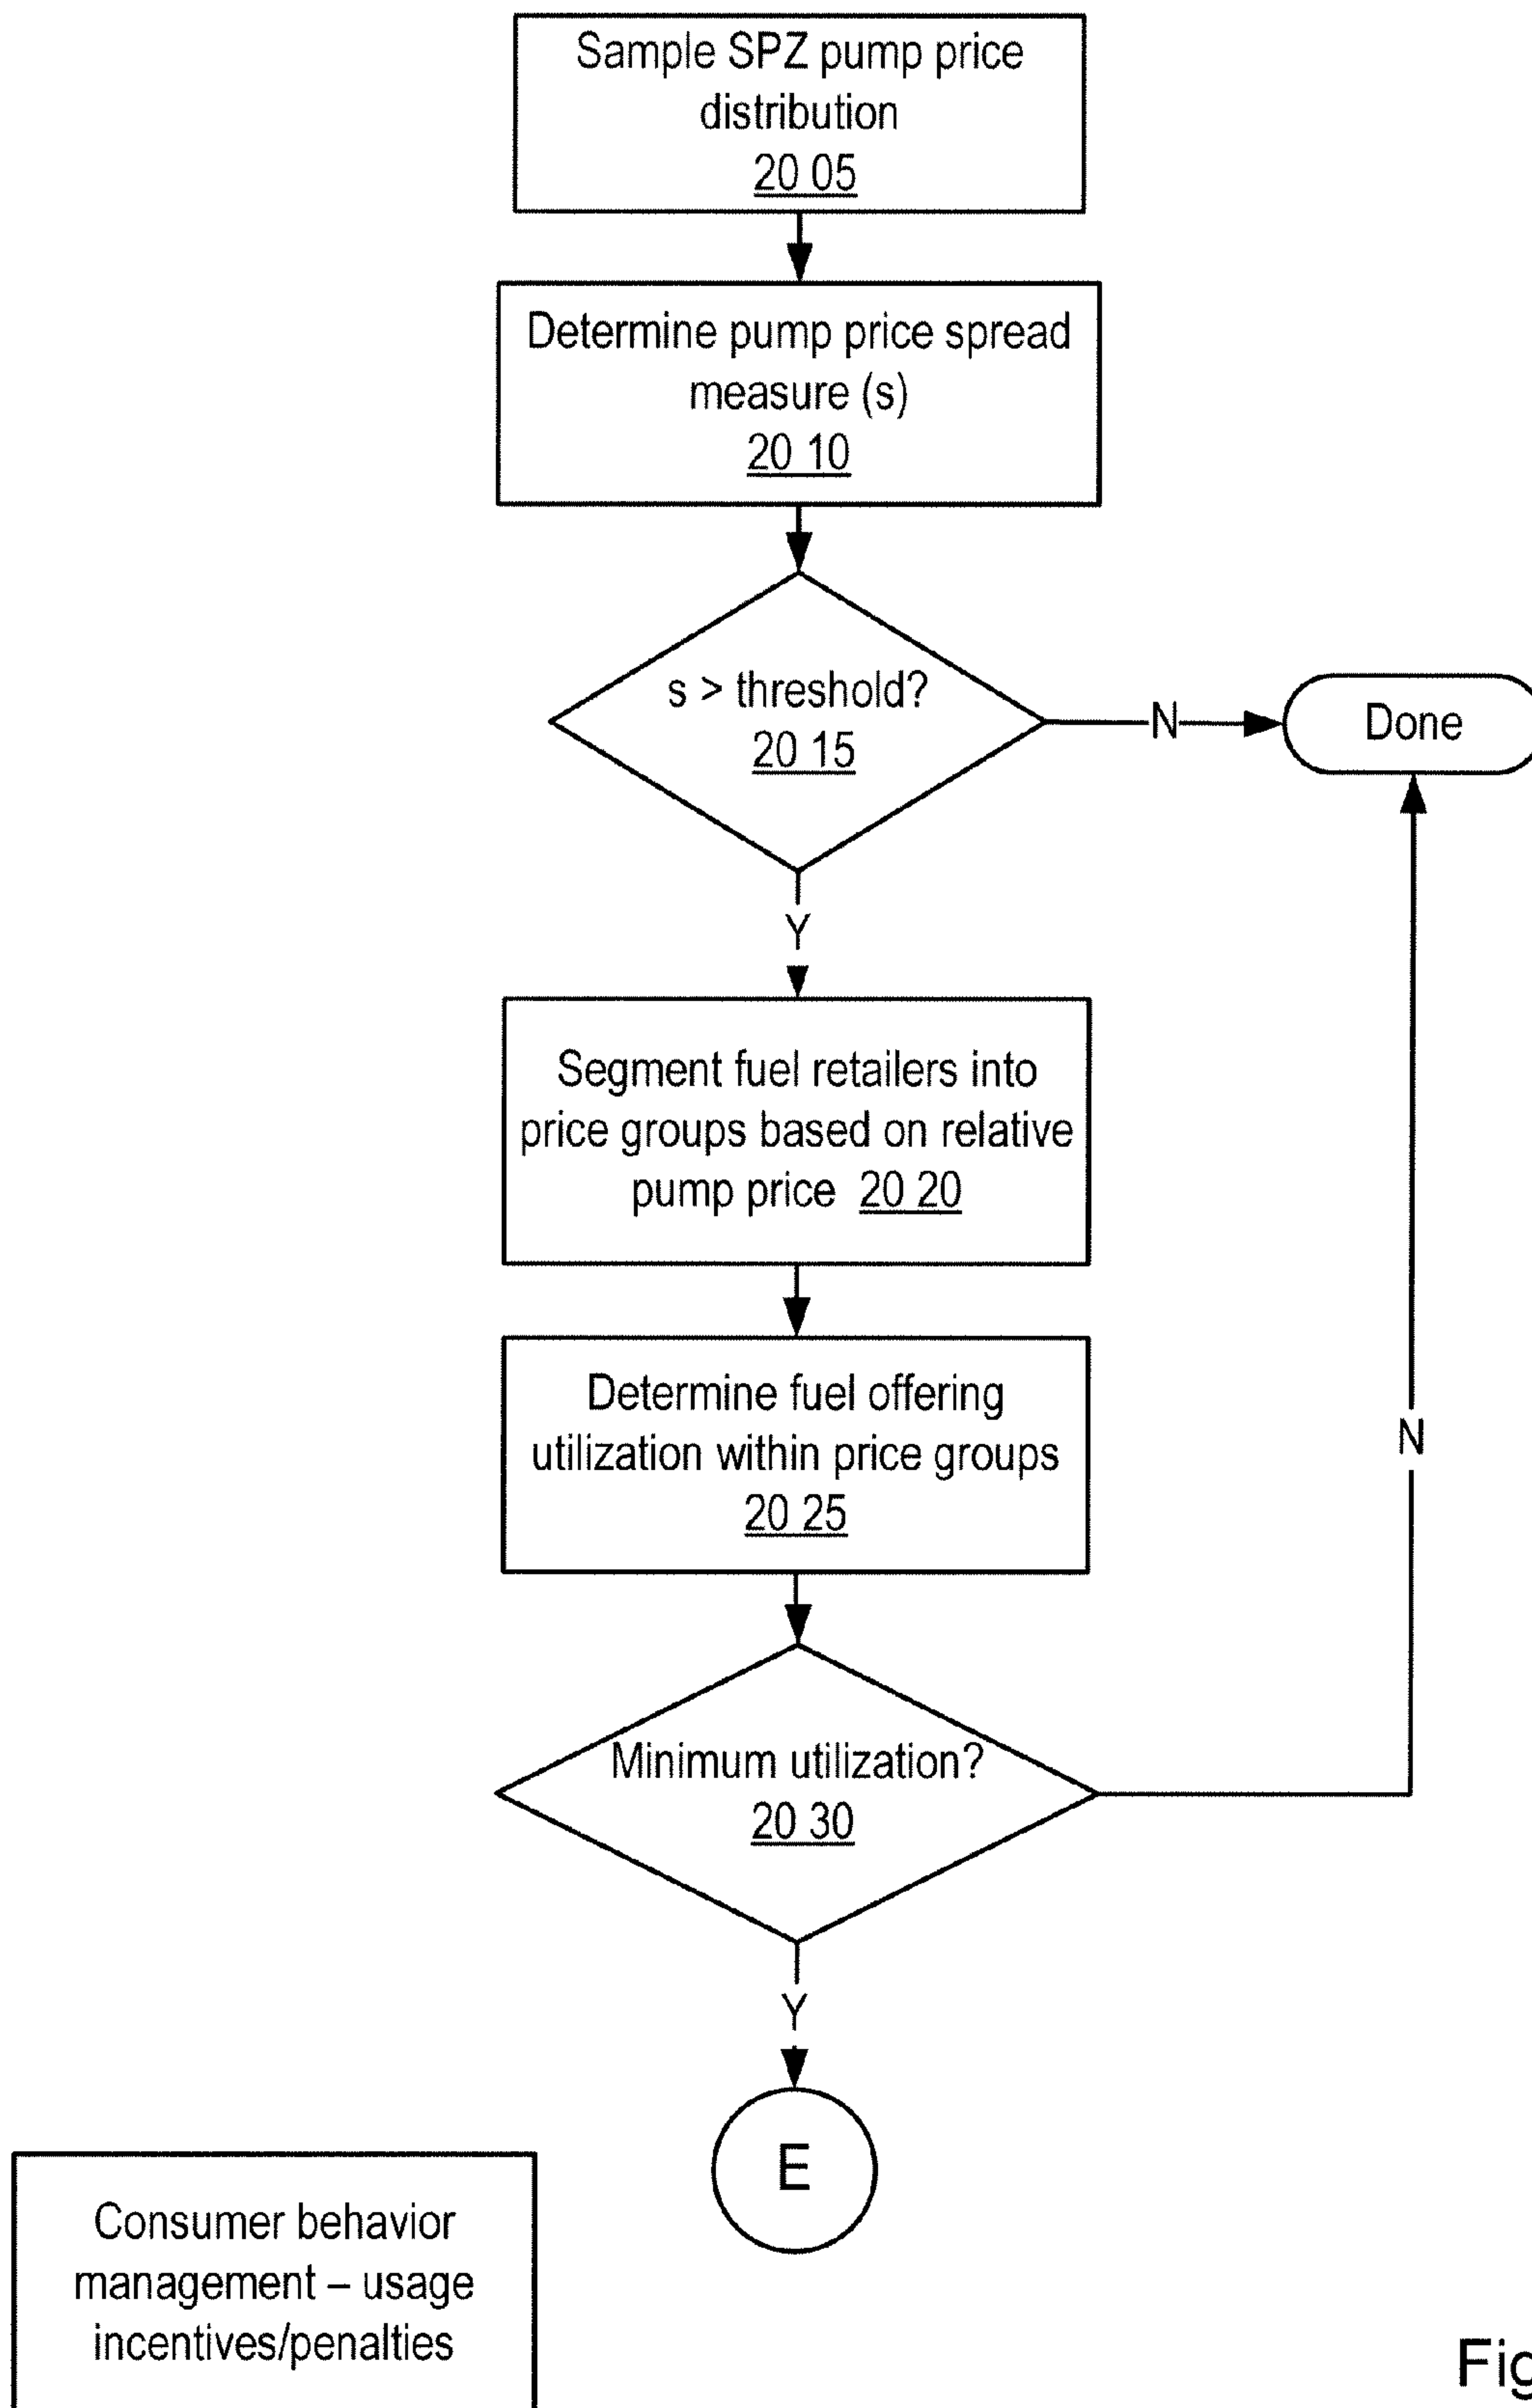 Sample SPZ pump price
distribution
20 05
Determine pump price spread
measure (s)
20 10
s > threshold?
20 15
N
Done
Y
Segment fuel retailers into
price groups based on relative
pump price 20 20
Determine fuel offering
utilization within price groups
20 25
N
Minimum utilization?
20 30
Y
E
Consumer behavior
management – usage
incentives/penalties
Fig